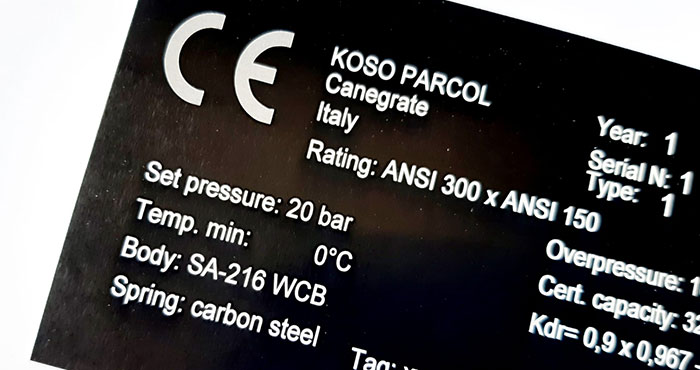 CE
KOSO PARCOL
Canegrate
Italy
Rating: ANSI 300 x ANSI 150
Year: 1
Serial N: 1
Type: 1
Set pressure: 20 bar
Temp. min: 0°C
Body: SA-216 WCB
Spring: carbon steel
Overpressure: 1
Cert. capacity: 32
Kdr= 0,9 x 0,967
Tag: